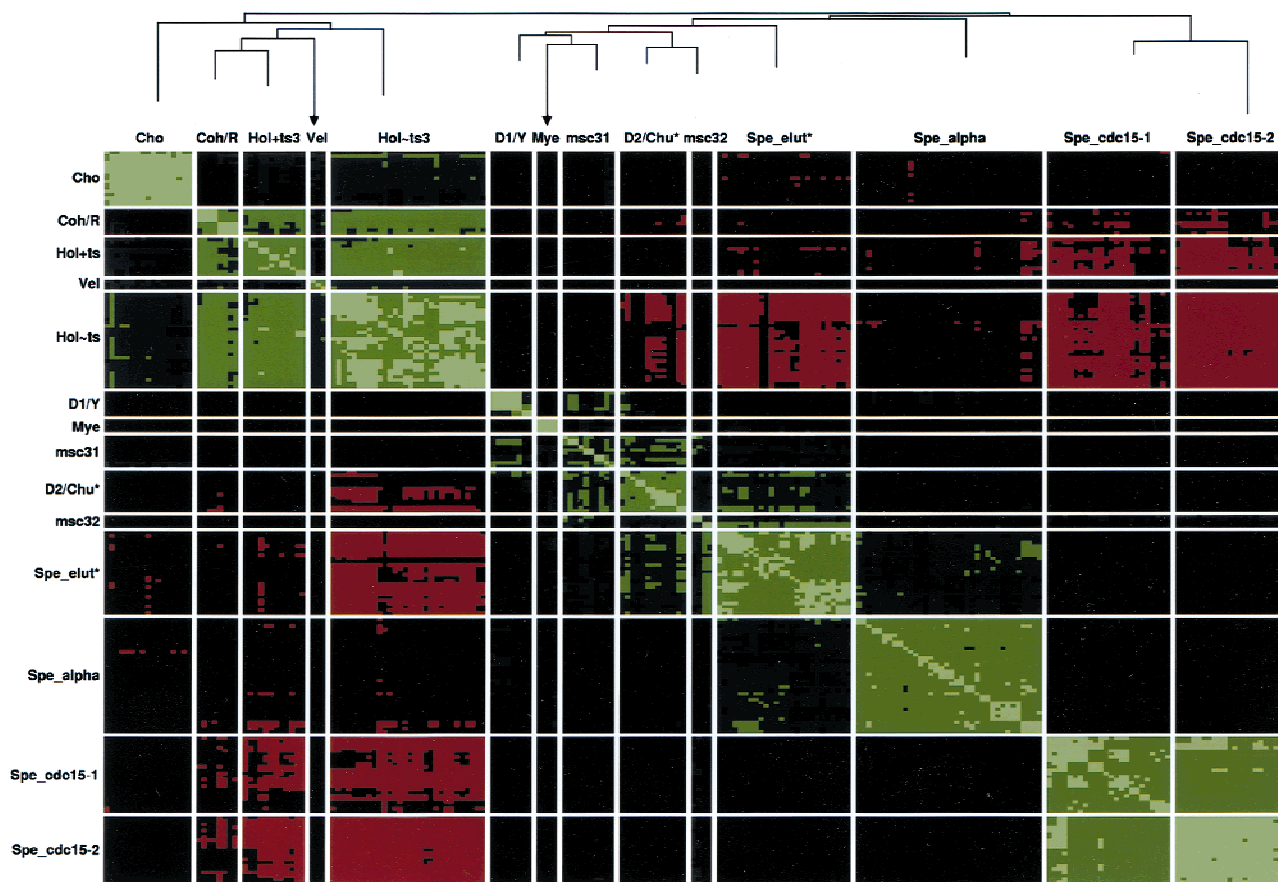 Cho Coh/R Hol+ts3 Vel Hol~ts3 D1/Y Mye msc31 D2/Chu* msc32 Spe_elut* Spe_alpha Spe_cdc15-1 Spe_cdc15-2
Cho
Coh/R
Hol+ts
Vel
Hol~ts
D1/Y
Mye
msc31
D2/Chu*
msc32
Spe_elut*
Spe_alpha
Spe_cdc15-1
Spe_cdc15-2